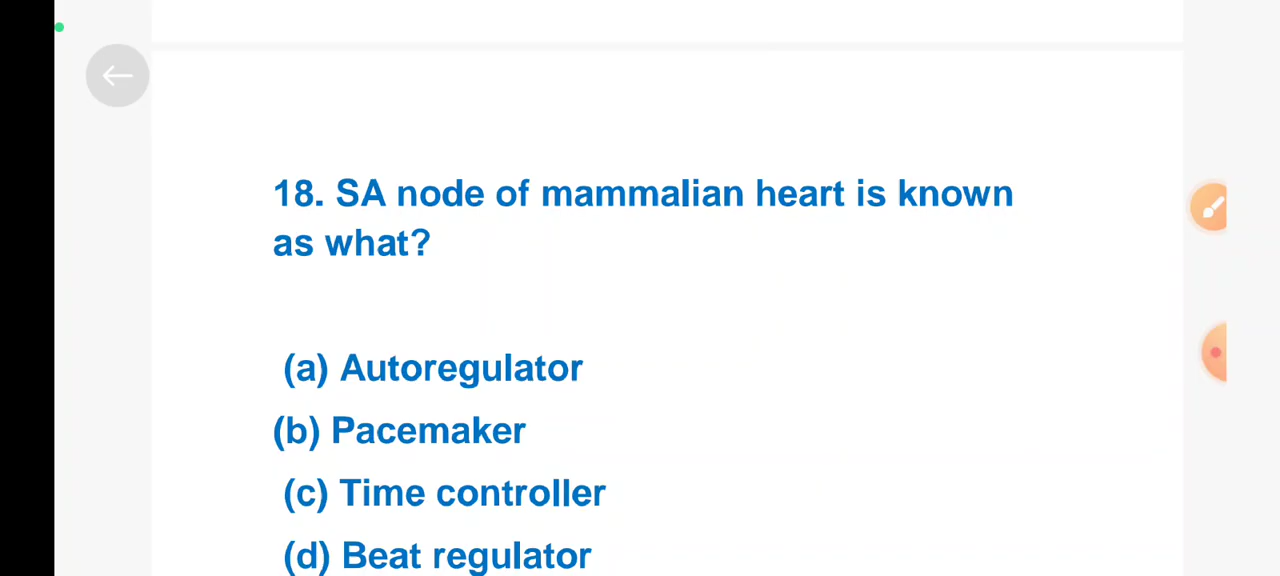 18. SA node of mammalian heart is known
as what?
(a) Autoregulator
(b) Pacemaker
(c) Time controller
(d) Beat regulator